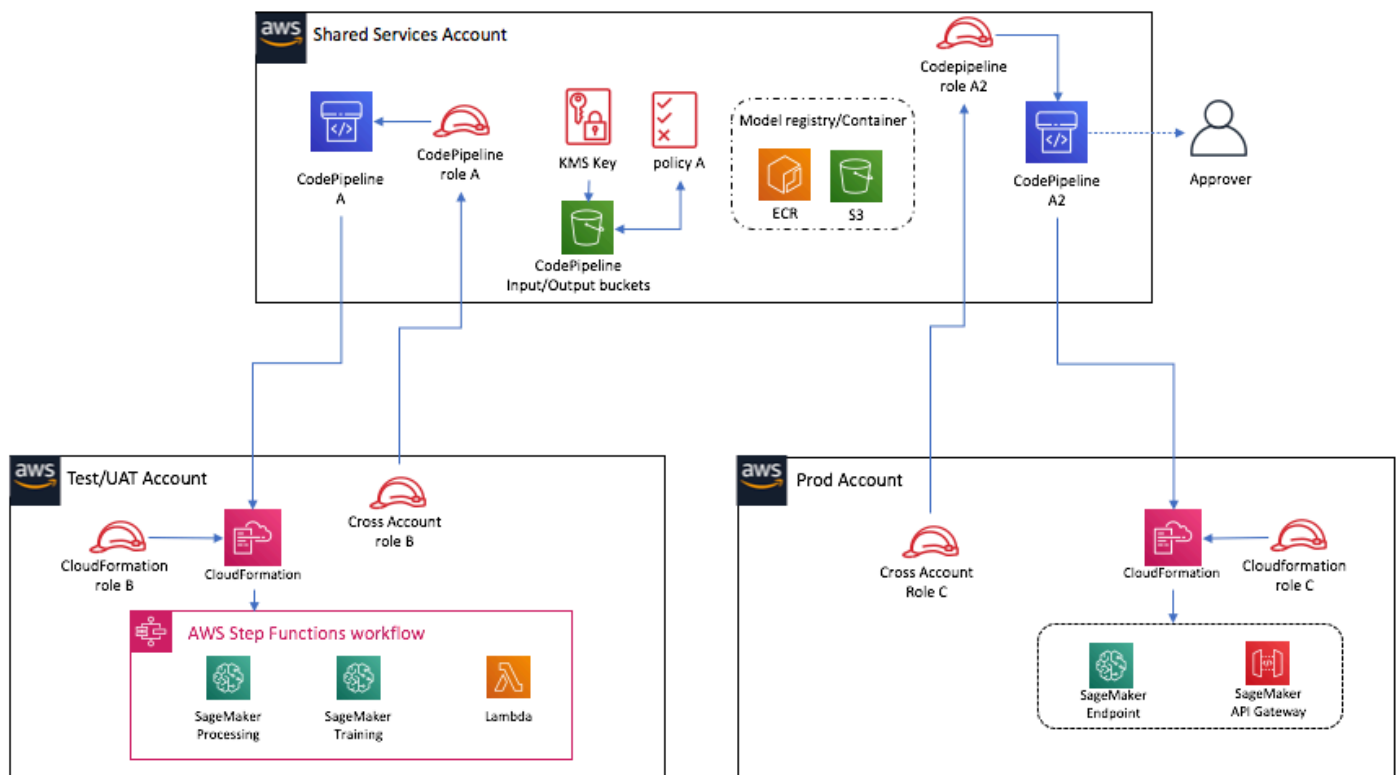 aws
Shared Services Account
CodePipeline
A
CodePipeline
role A
KMS Key
policy A
CodePipeline
Input/Output buckets
Model registry/Container
ECR
S3
Codepipeline
role A2
CodePipeline
A2
Approver
aws
Test/UAT Account
CloudFormation
role B
CloudFormation
Cross Account
role B
AWS Step Functions workflow
SageMaker
Processing
SageMaker
Training
Lambda
aws
Prod Account
Cross Account
Role C
CloudFormation
Cloudformation
role C
SageMaker
Endpoint
SageMaker
API Gateway